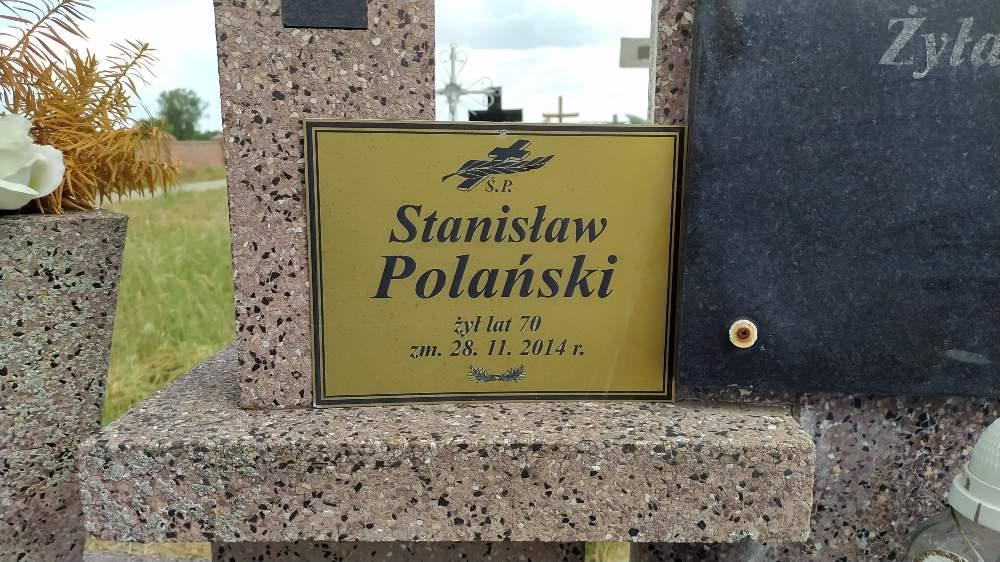 Ś.P.
Stanisław
Polański
żył lat 70
zm. 28. 11. 2014 r.
Żyła